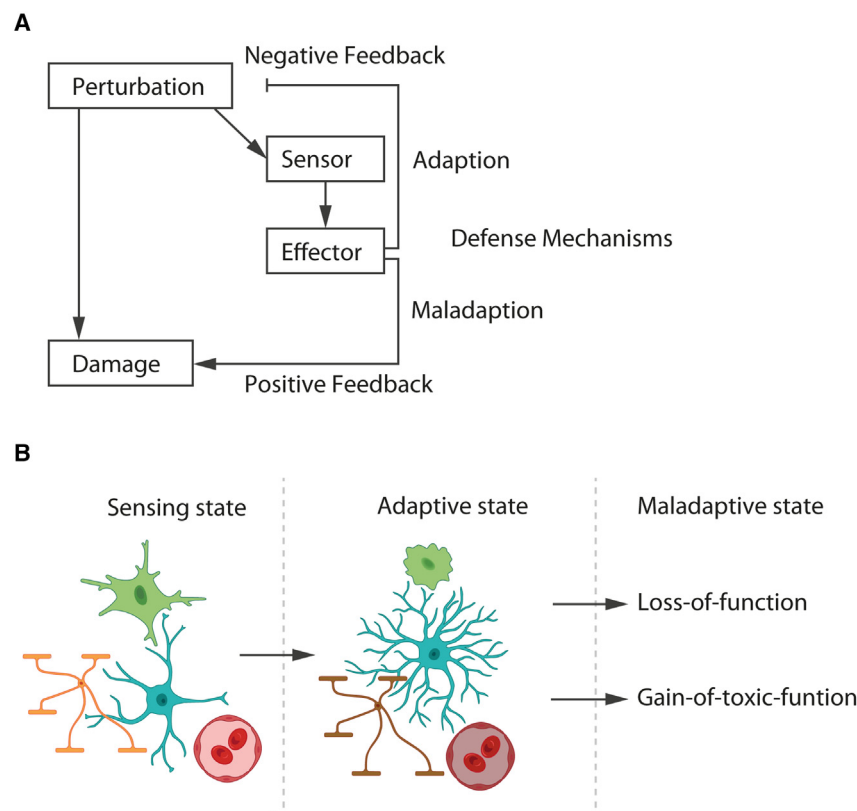 A
Negative Feedback
Perturbation
Sensor
Adaption
Effector
Defense Mechanisms
Maladaption
Damage
Positive Feedback
B
Sensing state
Adaptive state
Maladaptive state
Loss-of-function
Gain-of-toxic-funtion